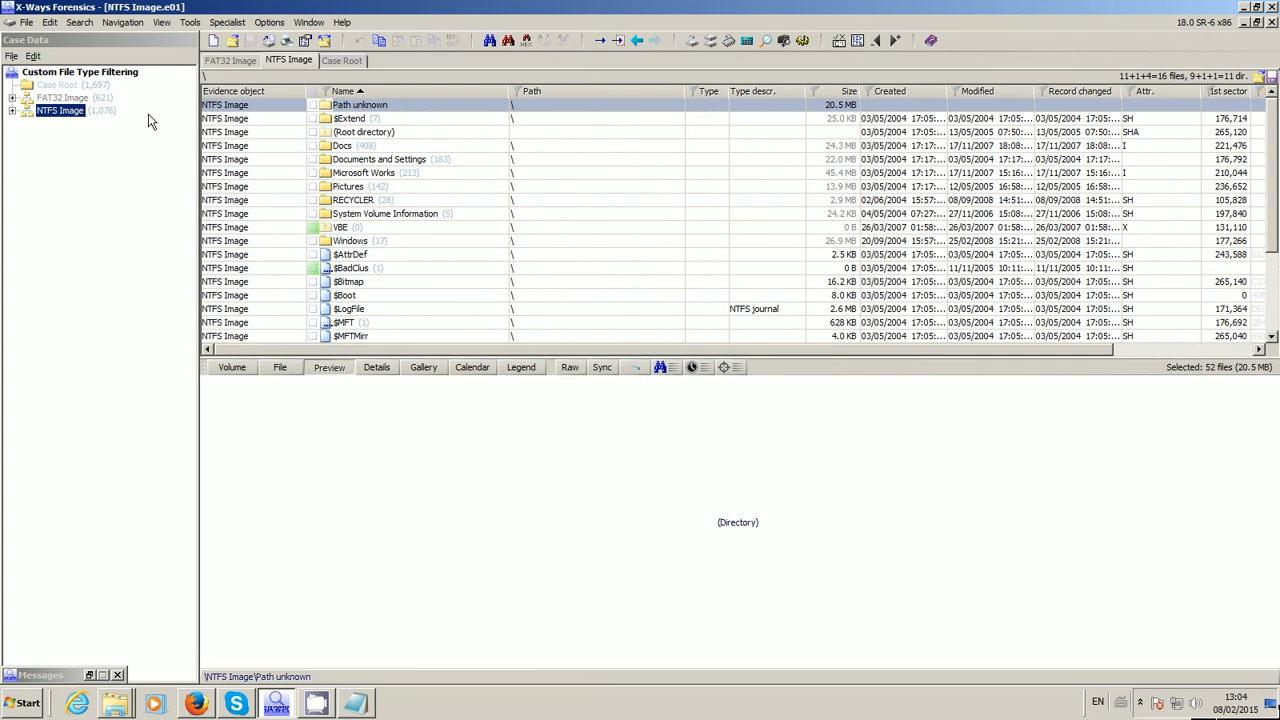 X-Ways Forensics - [NTFS Image.e01]
File Edit Search Navigation View Tools Specialist Options Window Help 18.0 SR-6 x86
Case Data
File Edit
Custom File Type Filtering
Case Root (1,697)
FAT32 Image (621)
NTFS Image (1,076)
FAT32 Image NTFS Image Case Root
\ 11+1+4=16 files, 9+1+1=11 dir.
Evidence object Name Path Type Type descr. Size Created Modified Record changed Attr. 1st sector
NTFS Image Path unknown \ 20.5 MB
NTFS Image $Extend (7) \ 25.0 KB 03/05/2004 17:05:... 03/05/2004 17:05:... 03/05/2004 17:05:... SH 176,714
NTFS Image (Root directory) 03/05/2004 17:05:... 13/05/2005 07:50:... 13/05/2005 07:50:... SHA 265,120
NTFS Image Docs (408) \ 24.3 MB 03/05/2004 17:17:... 17/11/2007 18:08:... 17/11/2007 18:08:... I 221,476
NTFS Image Documents and Settings (183) \ 22.0 MB 03/05/2004 17:17:... 03/05/2004 17:17:... 03/05/2004 17:17:... 176,792
NTFS Image Microsoft Works (213) \ 45.4 MB 03/05/2004 17:17:... 17/11/2007 15:16:... 17/11/2007 15:16:... I 210,044
NTFS Image Pictures (142) \ 13.9 MB 03/05/2004 17:17:... 12/05/2005 16:58:... 12/05/2005 16:58:... 236,652
NTFS Image RECYCLER (28) \ 2.9 MB 02/06/2004 15:57:... 08/09/2008 14:51:... 08/09/2008 14:51:... SH 105,828
NTFS Image System Volume Information (5) \ 24.2 KB 04/05/2004 07:27:... 27/11/2006 15:08:... 27/11/2006 15:08:... SH 197,840
NTFS Image VBE (0) \ 0 B 26/03/2007 01:58:... 26/03/2007 01:58:... 26/03/2007 01:58:... X 131,110
NTFS Image Windows (17) \ 26.9 MB 20/09/2004 15:57:... 25/02/2008 15:21:... 25/02/2008 15:21:... 177,266
NTFS Image $AttrDef \ 2.5 KB 03/05/2004 17:05:... 03/05/2004 17:05:... 03/05/2004 17:05:... SH 243,588
NTFS Image $BadClus (1) \ 0 B 03/05/2004 17:05:... 11/11/2005 10:11:... 11/11/2005 10:11:... SH
NTFS Image $Bitmap \ 16.2 KB 03/05/2004 17:05:... 03/05/2004 17:05:... 03/05/2004 17:05:... SH 265,140
NTFS Image $Boot \ 8.0 KB 03/05/2004 17:05:... 03/05/2004 17:05:... 03/05/2004 17:05:... SH 0
NTFS Image $LogFile \ NTFS journal 2.6 MB 03/05/2004 17:05:... 03/05/2004 17:05:... 03/05/2004 17:05:... SH 171,364
NTFS Image $MFT (1) \ 628 KB 03/05/2004 17:05:... 03/05/2004 17:05:... 03/05/2004 17:05:... SH 176,692
NTFS Image $MFTMirr \ 4.0 KB 03/05/2004 17:05:... 03/05/2004 17:05:... 03/05/2004 17:05:... SH 265,040
Volume File Preview Details Gallery Calendar Legend Raw Sync Selected: 52 files (20.5 MB)
(Directory)
Messages
\NTFS Image\Path unknown
Start EN 13:04
08/02/2015